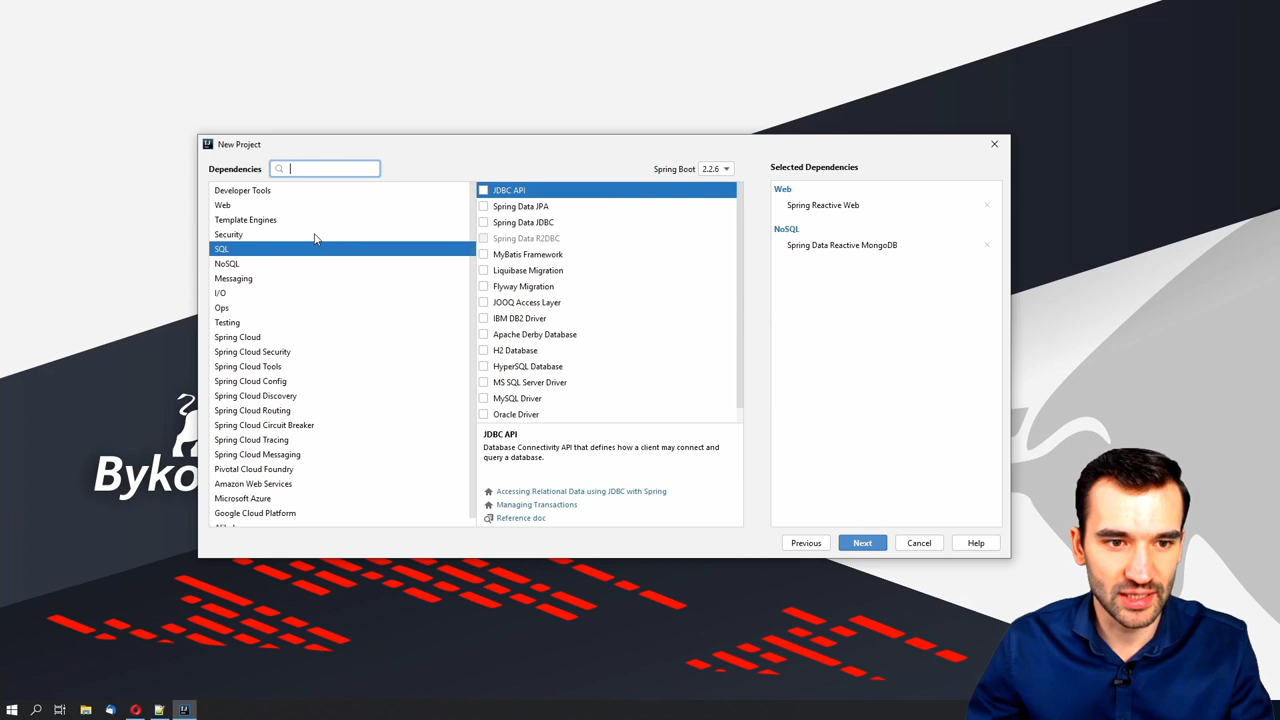 New Project
Dependencies
Spring Boot 2.2.6
Selected Dependencies
Developer Tools
Web
Template Engines
Security
SQL
NoSQL
Messaging
I/O
Ops
Testing
Spring Cloud
Spring Cloud Security
Spring Cloud Tools
Spring Cloud Config
Spring Cloud Discovery
Spring Cloud Routing
Spring Cloud Circuit Breaker
Spring Cloud Tracing
Spring Cloud Messaging
Pivotal Cloud Foundry
Amazon Web Services
Microsoft Azure
Google Cloud Platform
JDBC API
Spring Data JPA
Spring Data JDBC
Spring Data R2DBC
MyBatis Framework
Liquibase Migration
Flyway Migration
JOOQ Access Layer
IBM DB2 Driver
Apache Derby Database
H2 Database
HyperSQL Database
MS SQL Server Driver
MySQL Driver
Oracle Driver
JDBC API
Database Connectivity API that defines how a client may connect and
query a database.
Accessing Relational Data using JDBC with Spring
Managing Transactions
Reference doc
Web
Spring Reactive Web
NoSQL
Spring Data Reactive MongoDB
Previous
Next
Cancel
Help